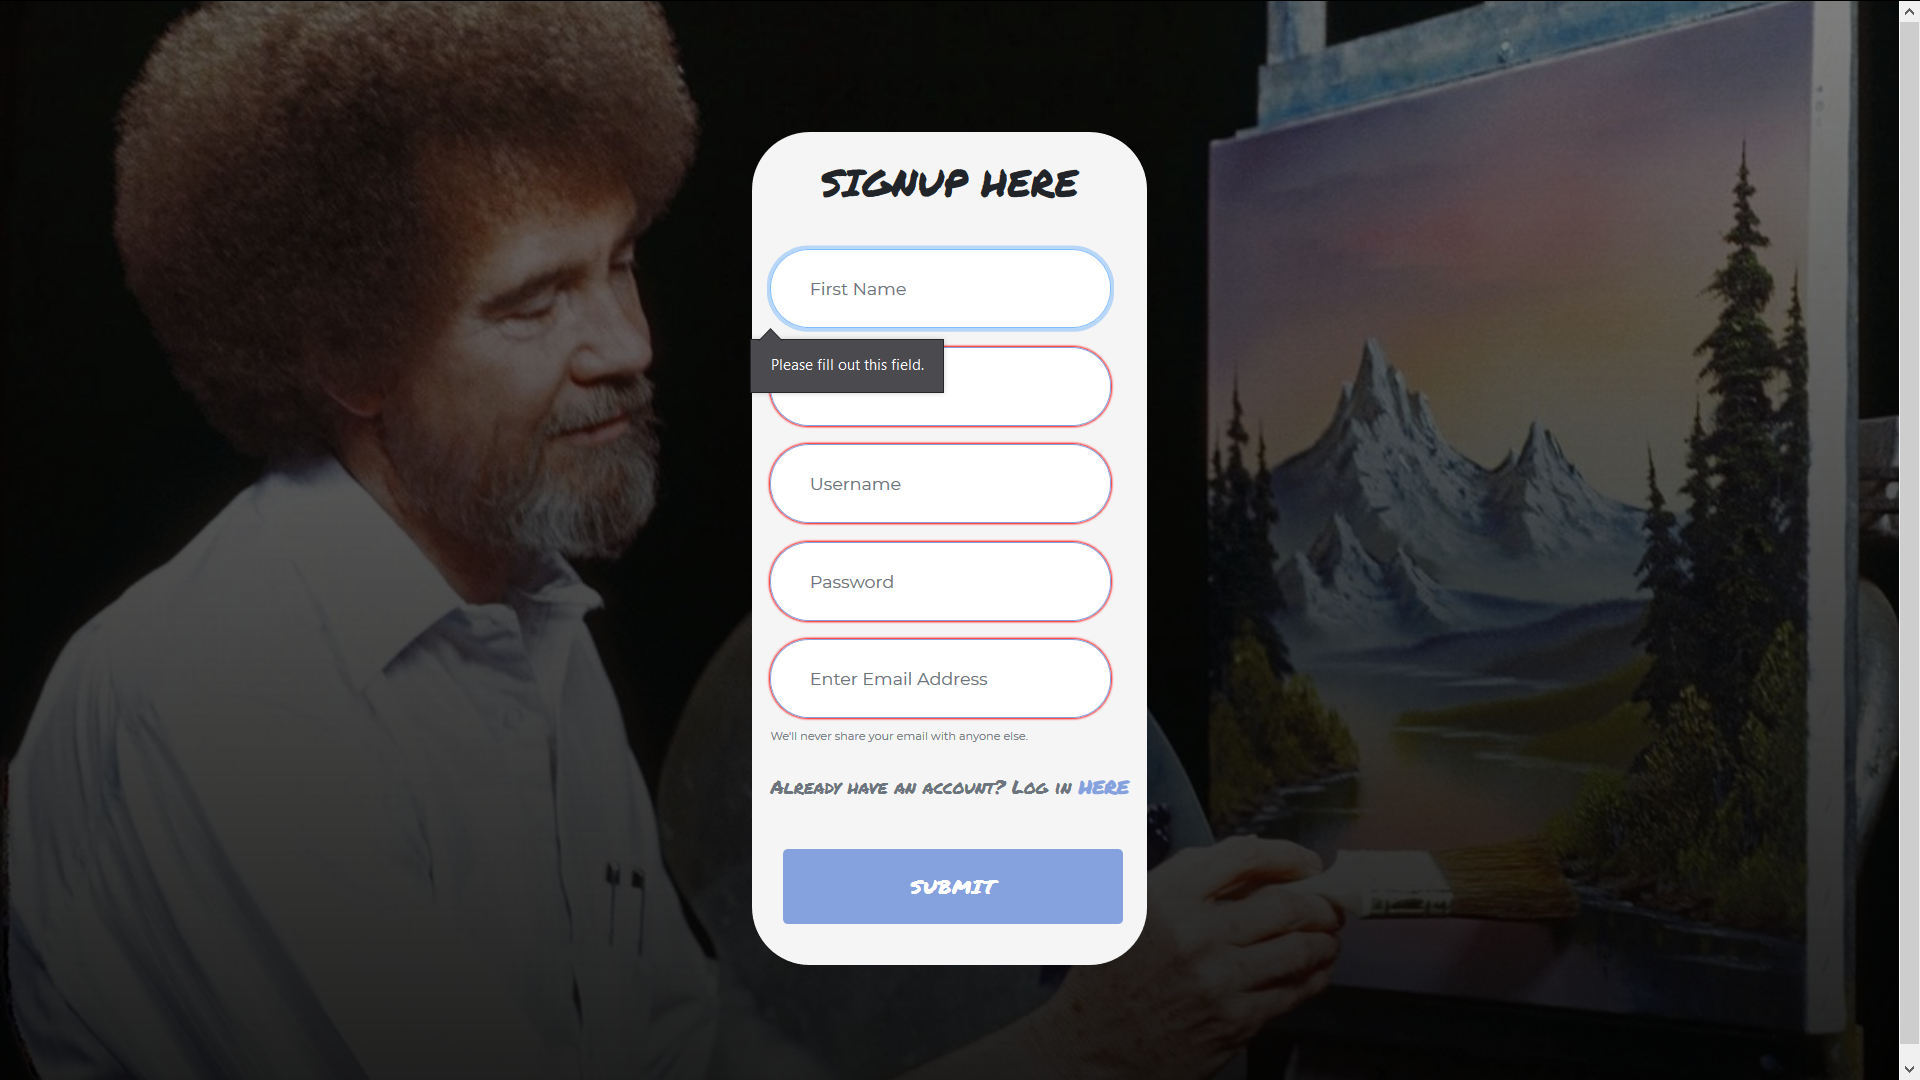 SIGNUP HERE
First Name
Please fill out this field.
Username
Password
Enter Email Address
We'll never share your email with anyone else.
Already have an account? Log in HERE
SUBMIT